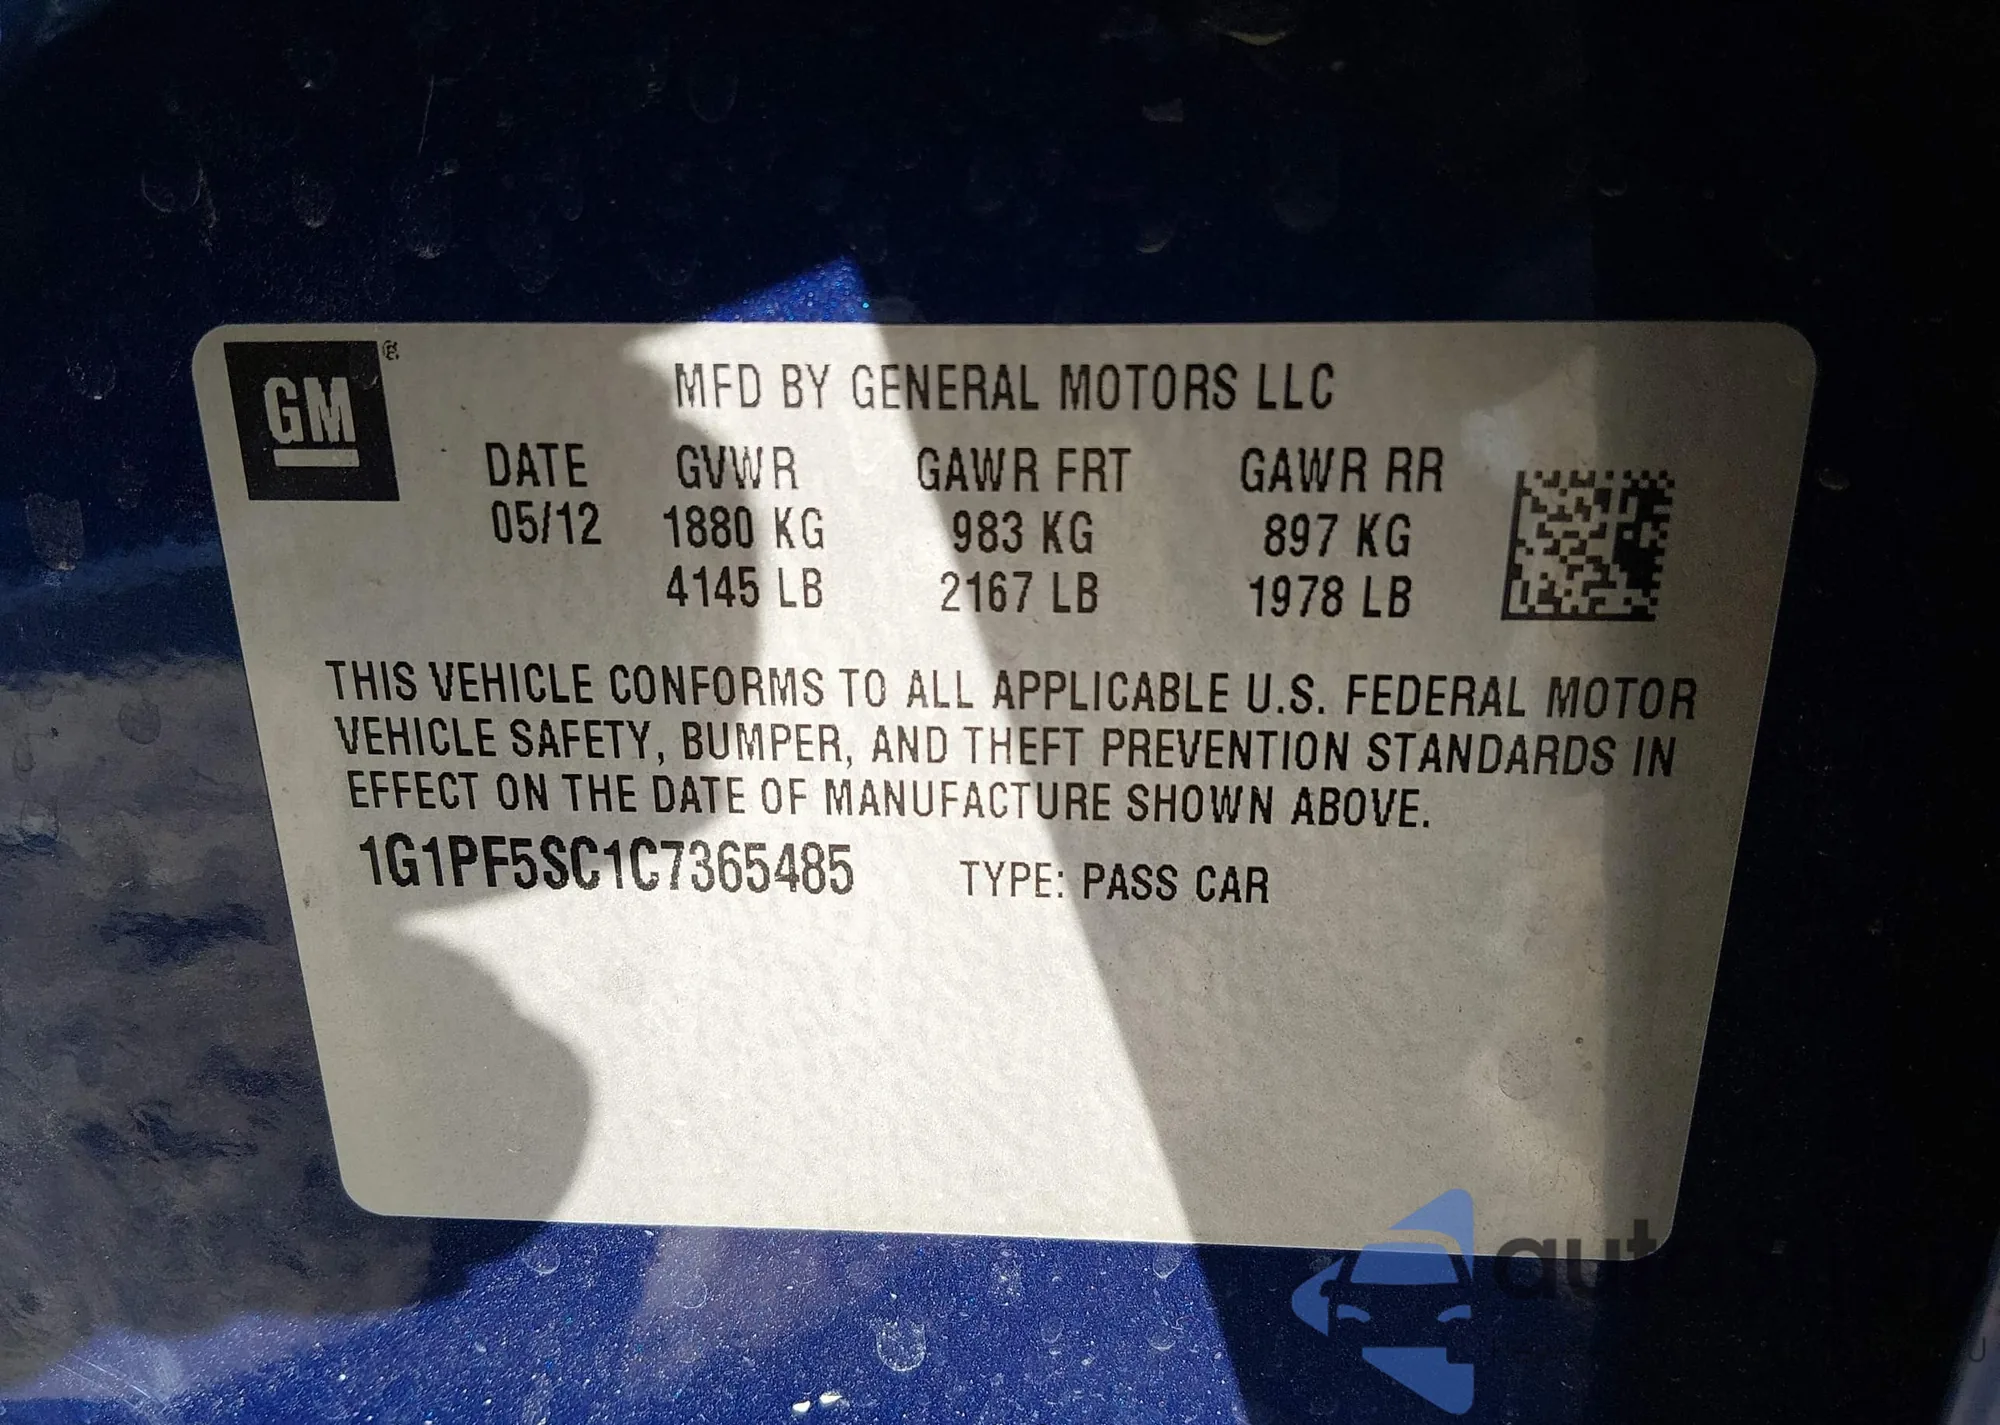 GM ®
MFD BY GENERAL MOTORS LLC
DATE GVWR GAWR FRT GAWR RR
05/12 1880 KG 983 KG 897 KG
4145 LB 2167 LB 1978 LB
THIS VEHICLE CONFORMS TO ALL APPLICABLE U.S. FEDERAL MOTOR
VEHICLE SAFETY, BUMPER, AND THEFT PREVENTION STANDARDS IN
EFFECT ON THE DATE OF MANUFACTURE SHOWN ABOVE.
1G1PF5SC1C7365485 TYPE: PASS CAR